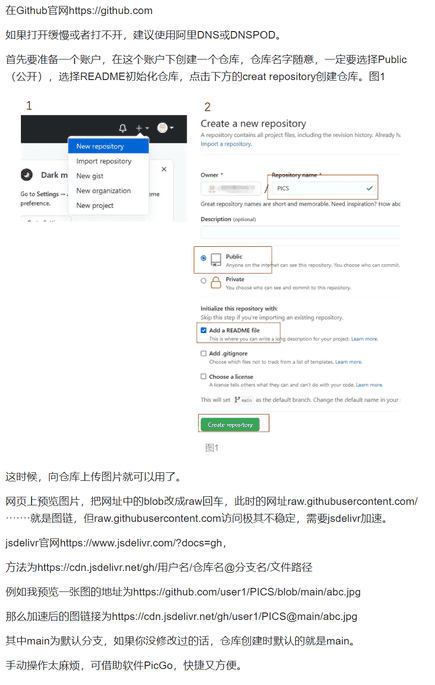 在Github官网https://github.com
如果打开缓慢或者打不开，建议使用阿里DNS或DNSPOD。
首先要准备一个账户，在这个账户下创建一个仓库，仓库名字随意，一定要选择Public
（公开），选择README初始化仓库，点击下方的creat repository创建仓库。图1
1
New repository
Import repository
New gist
New organization
New project
Dark m
Go to Settings —
preference.
2
Create a new repository
A repository contains all project files, including the revision history. Already ha
Import a repository.
Owner *
Repository name *
/
PICS
Great repository names are short and memorable. Need inspiration? How abo
Description (optional)
Public
Anyone on the internet can see this repository. You choose who can commit.
Private
You choose who can see and commit to this repository.
Initialize this repository with:
Skip this step if you're importing an existing repository.
Add a README file
This is where you can write a long description for your project. Learn more.
Add .gitignore
Choose which files not to track from a list of templates. Learn more.
Choose a license
A license tells others what they can and can't do with your code. Learn more.
This will set main as the default branch. Change the default name in your
Create repository
图1
这时候，向仓库上传图片就可以用了。
网页上预览图片，把网址中的blob改成raw回车，此时的网址raw.githubusercontent.com/
·······就是图链，但raw.githubusercontent.com访问极其不稳定，需要jsdelivr加速。
jsdelivr官网https://www.jsdelivr.com/?docs=gh,
方法为https://cdn.jsdelivr.net/gh/用户名/仓库名@分支名/文件路径
例如我预览一张图的地址为https://github.com/user1/PICS/blob/main/abc.jpg
那么加速后的图链接为https://cdn.jsdelivr.net/gh/user1/PICS@main/abc.jpg
其中main为默认分支，如果你没修改过的话，仓库创建时默认的就是main。
手动操作太麻烦，可借助软件PicGo，快捷又方便。